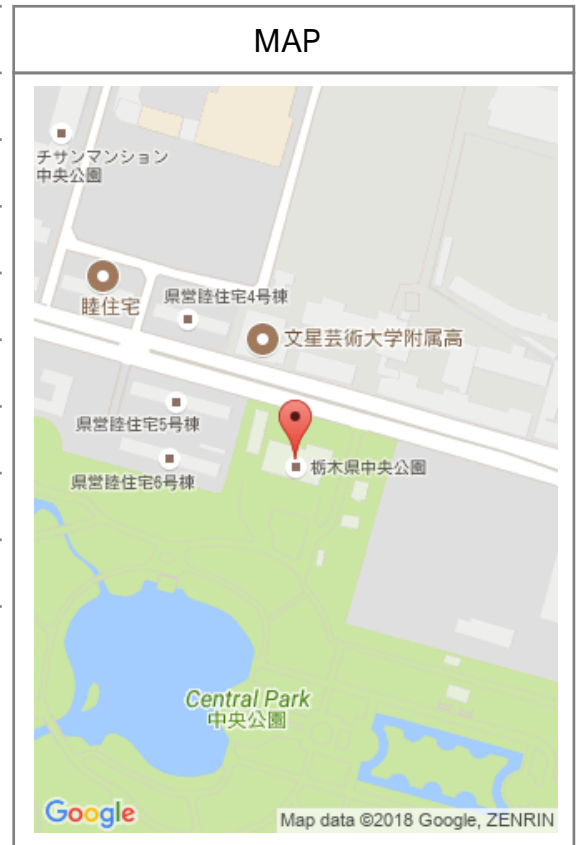 MAP
チサンマンション
中央公園
睦住宅
県営睦住宅4号棟
文星芸術大学附属高
県営睦住宅5号棟
栃木県中央公園
県営睦住宅6号棟
Central Park
中央公園
Google
Map data ©2018 Google, ZENRIN